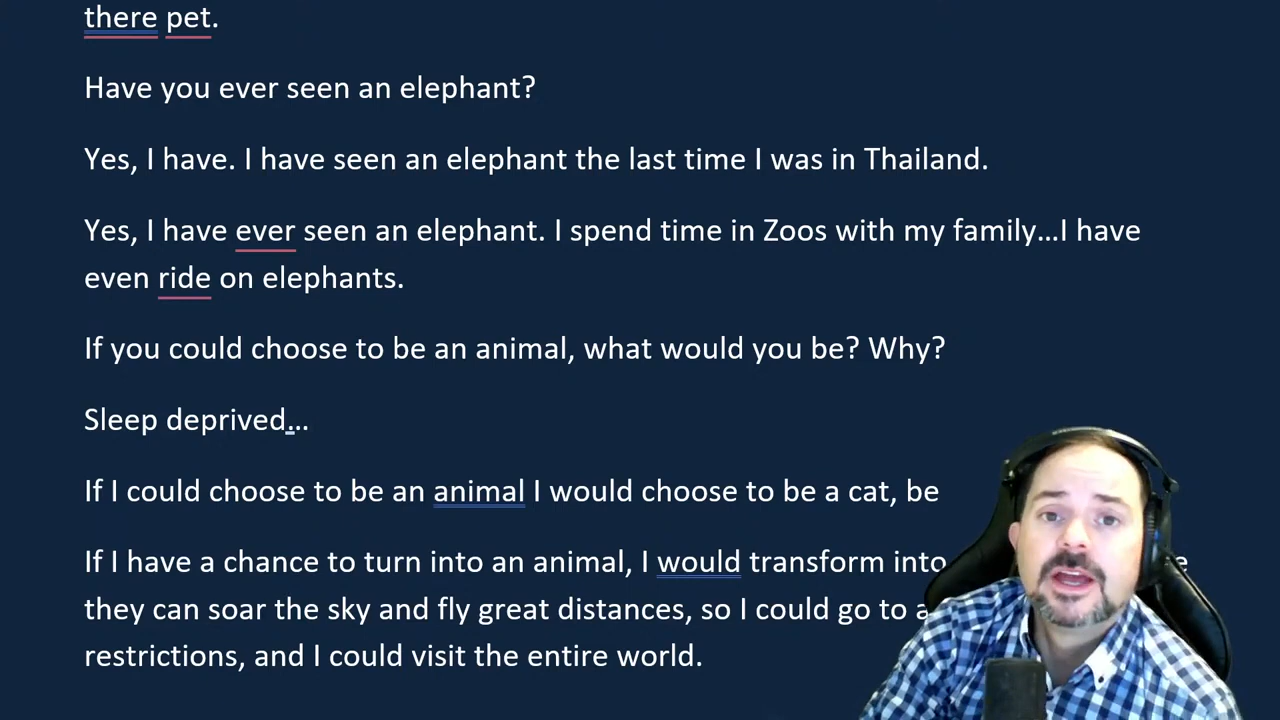 there pet.
Have you ever seen an elephant?
Yes, I have. I have seen an elephant the last time I was in Thailand.
Yes, I have ever seen an elephant. I spend time in Zoos with my family…I have
even ride on elephants.
If you could choose to be an animal, what would you be? Why?
Sleep deprived…
If I could choose to be an animal I would choose to be a cat, be
If I have a chance to turn into an animal, I would transform into
they can soar the sky and fly great distances, so I could go to
restrictions, and I could visit the entire world.